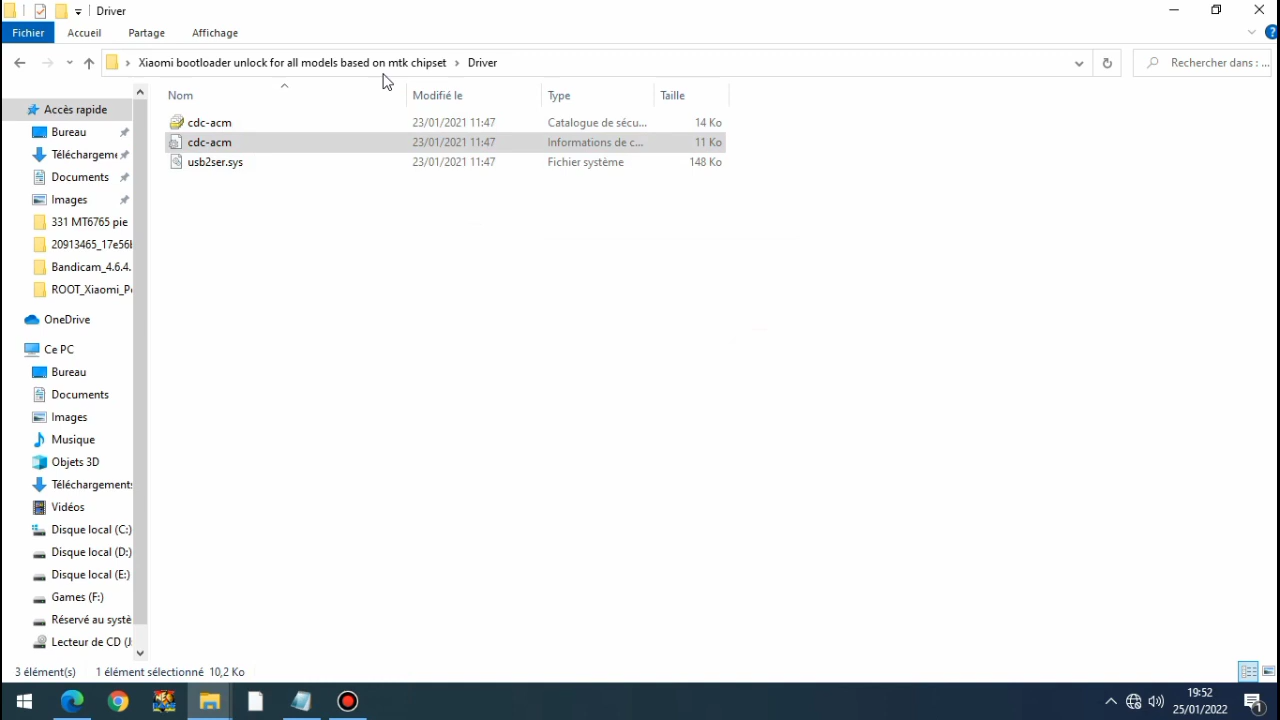 Driver
Fichier Accueil Partage Affichage
Xiaomi bootloader unlock for all models based on mtk chipset > Driver
Rechercher dans : ...
Nom Modifié le Type Taille
cdc-acm 23/01/2021 11:47 Catalogue de sécu... 14 Ko
cdc-acm 23/01/2021 11:47 Informations de c... 11 Ko
usb2ser.sys 23/01/2021 11:47 Fichier système 148 Ko
Accès rapide
Bureau
Téléchargeme
Documents
Images
331 MT6765 pie
20913465_17e56b
Bandicam_4.6.4.
ROOT_Xiaomi_Po
OneDrive
Ce PC
Bureau
Documents
Images
Musique
Objets 3D
Téléchargements
Vidéos
Disque local (C:)
Disque local (D:)
Disque local (E:)
Games (F:)
Réservé au systè
Lecteur de CD (J:
3 élément(s) 1 élément sélectionné 10,2 Ko
19:52
25/01/2022
1